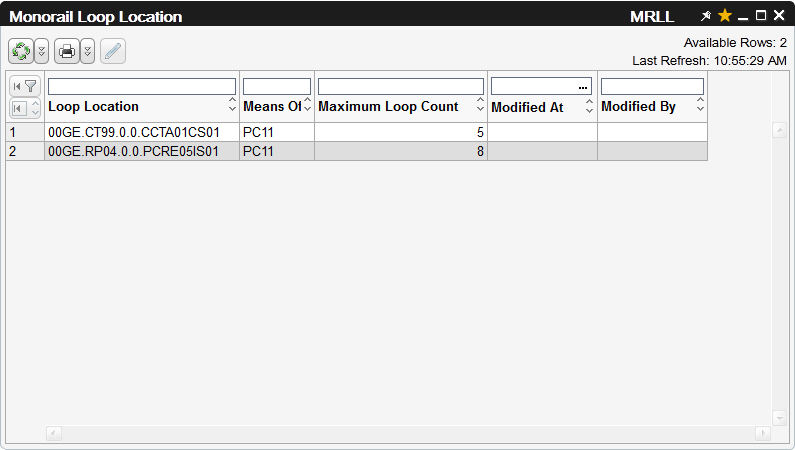 Monorail Loop Location MRLL
Available Rows: 2
Last Refresh: 10:55:29 AM
...
Loop Location Means Of Maximum Loop Count Modified At Modified By
1 00GE.CT99.0.0.CCTA01CS01 PC11 5
2 00GE.RP04.0.0.PCRE05IS01 PC11 8